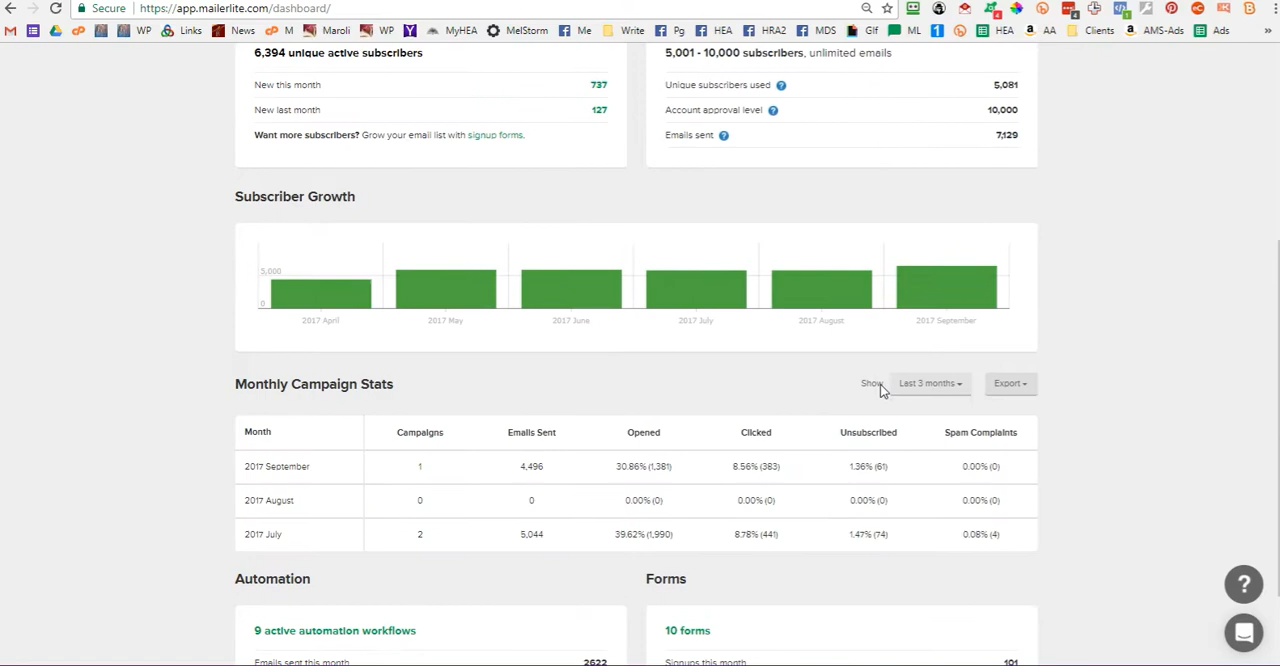 Secure https://app.mailerlite.com/dashboard/
WP Links News M Maroli WP MyHEA MelStorm Me Write Pg HEA HRA2 MDS Glf ML HEA AA Clients AMS-Ads Ads »
6,394 unique active subscribers
New this month 737
New last month 127
Want more subscribers? Grow your email list with signup forms.
5,001 - 10,000 subscribers, unlimited emails
Unique subscribers used ? 5,081
Account approval level ? 10,000
Emails sent ? 7,129
Subscriber Growth
5,000
0
2017 April 2017 May 2017 June 2017 July 2017 August 2017 September
Monthly Campaign Stats
Show Last 3 months Export
Month Campaigns Emails Sent Opened Clicked Unsubscribed Spam Complaints
2017 September 1 4,496 30.86% (1,381) 8.56% (383) 1.36% (61) 0.00% (0)
2017 August 0 0 0.00% (0) 0.00% (0) 0.00% (0) 0.00% (0)
2017 July 2 5,044 39.62% (1,990) 8.78% (441) 1.47% (74) 0.08% (4)
Automation
9 active automation workflows
Emails sent this month 2622
Forms
10 forms
Signups this month 101
?